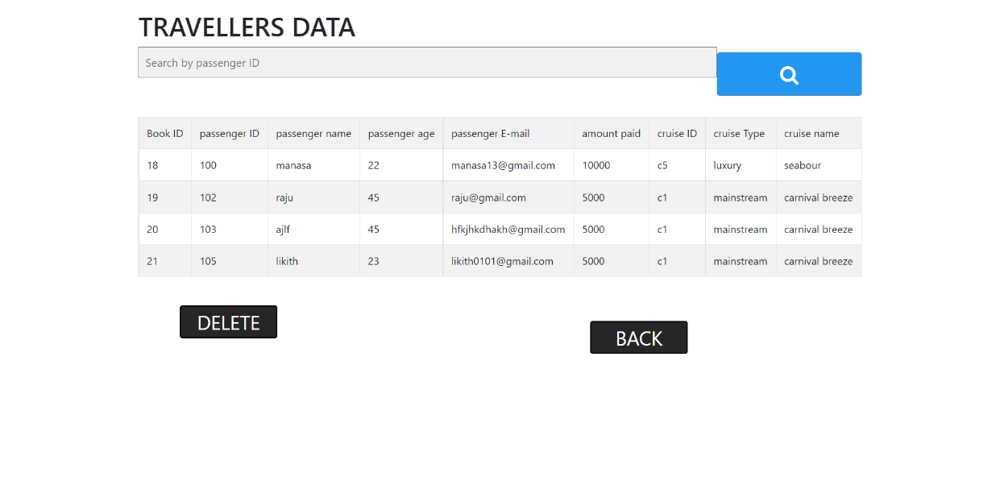 TRAVELLERS DATA
Search by passenger ID
Book ID passenger ID passenger name passenger age passenger E-mail amount paid cruise ID cruise Type cruise name
18 100 manasa 22 manasa13@gmail.com 10000 c5 luxury seabour
19 102 raju 45 raju@gmail.com 5000 c1 mainstream carnival breeze
20 103 ajlf 45 hfkjhkdhakh@gmail.com 5000 c1 mainstream carnival breeze
21 105 likith 23 likith0101@gmail.com 5000 c1 mainstream carnival breeze
DELETE
BACK